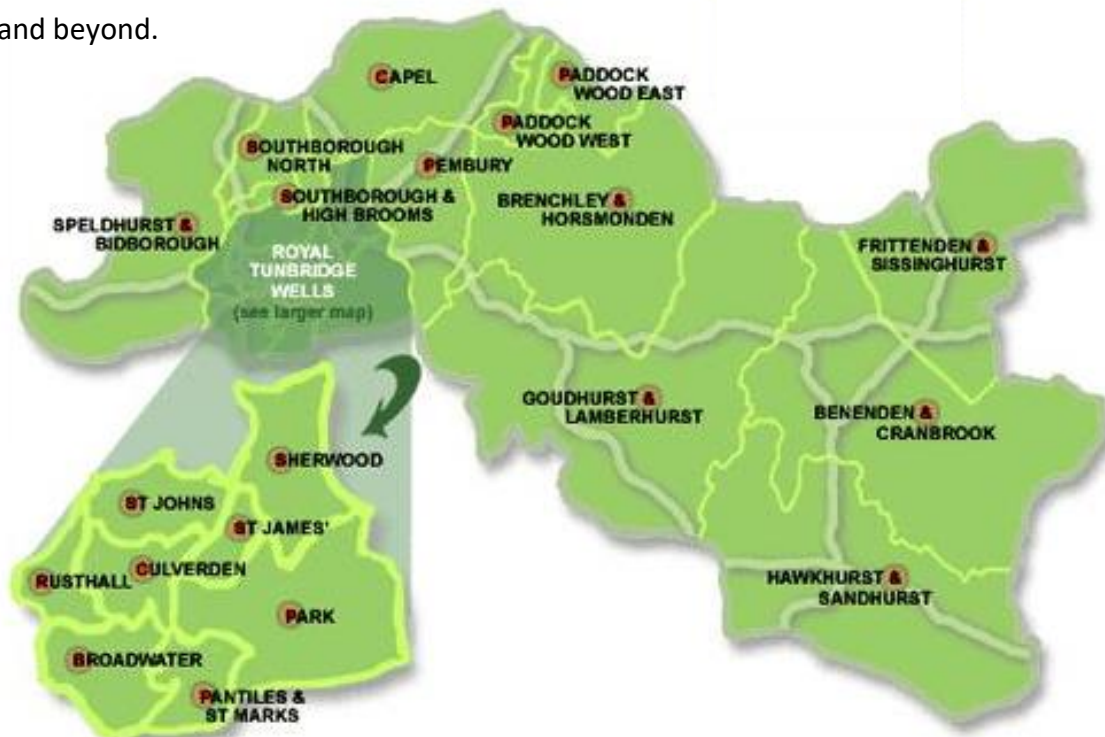 and beyond.
CAPEL
PADDOCK
WOOD EAST
PADDOCK
WOOD WEST
SOUTHBOROUGH
NORTH
PEMBURY
SOUTHBOROUGH &
HIGH BROOMS
BRENCHLEY &
HORSMONDEN
SPELDHURST &
BIDBOROUGH
FRITTENDEN &
SISSINGHURST
ROYAL
TUNBRIDGE
WELLS
(see larger map)
GOUDHURST &
LAMBERHURST
BENENDEN &
CRANBROOK
SHERWOOD
ST JOHNS
ST JAMES'
CULVERDEN
RUSTHALL
HAWKHURST &
SANDHURST
PARK
BROADWATER
PANTILES &
ST MARKS